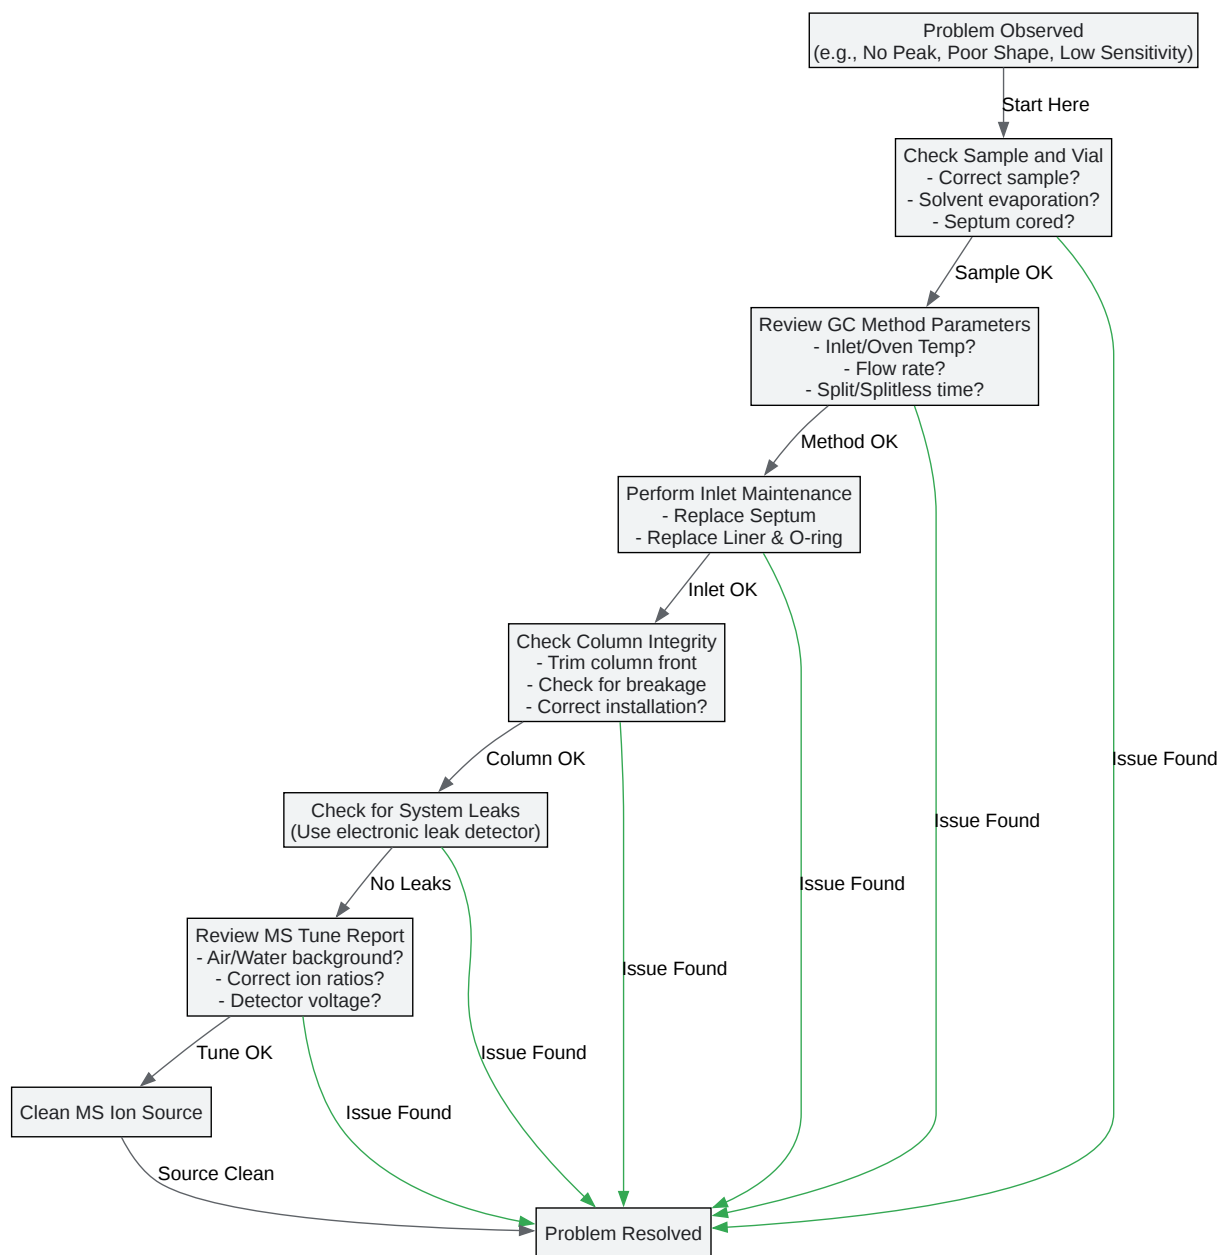 Problem Observed
(e.g., No Peak, Poor Shape, Low Sensitivity)
Start Here
Check Sample and Vial
- Correct sample?
- Solvent evaporation?
- Septum cored?
Sample OK
Review GC Method Parameters
- Inlet/Oven Temp?
- Flow rate?
- Split/Splitless time?
Method OK
Perform Inlet Maintenance
- Replace Septum
- Replace Liner & O-ring
Inlet OK
Check Column Integrity
- Trim column front
- Check for breakage
- Correct installation?
Column OK
Issue Found
Check for System Leaks
(Use electronic leak detector)
Issue Found
No Leaks
Issue Found
Review MS Tune Report
- Air/Water background?
- Correct ion ratios?
- Detector voltage?
Issue Found
Tune OK
Issue Found
Clean MS Ion Source
Issue Found
Source Clean
Problem Resolved